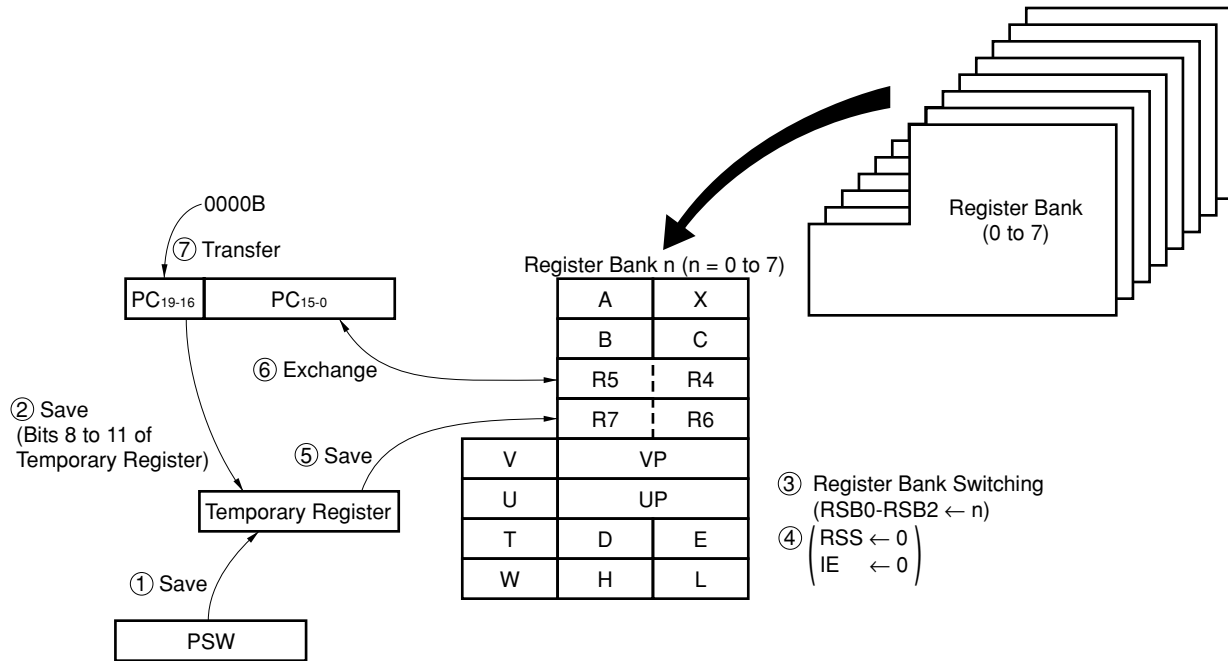 Register Bank
(0 to 7)
0000B
⑦ Transfer
Register Bank n (n = 0 to 7)
PC19-16
PC15-0
A
X
B
C
⑥ Exchange
R5
R4
R7
R6
② Save
(Bits 8 to 11 of
Temporary Register)
⑤ Save
V
VP
U
UP
③ Register Bank Switching
(RSB0-RSB2 ← n)
Temporary Register
T
D
E
④ RSS ← 0
IE ← 0
W
H
L
① Save
PSW